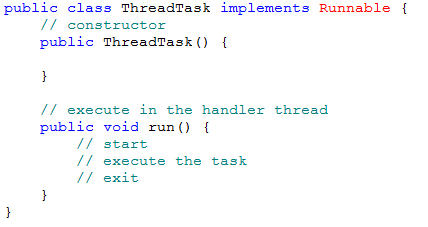 public class ThreadTask implements Runnable {
    // constructor
    public ThreadTask() {

    }

    // execute in the handler thread
    public void run() {
        // start
        // execute the task
        // exit
    }
}